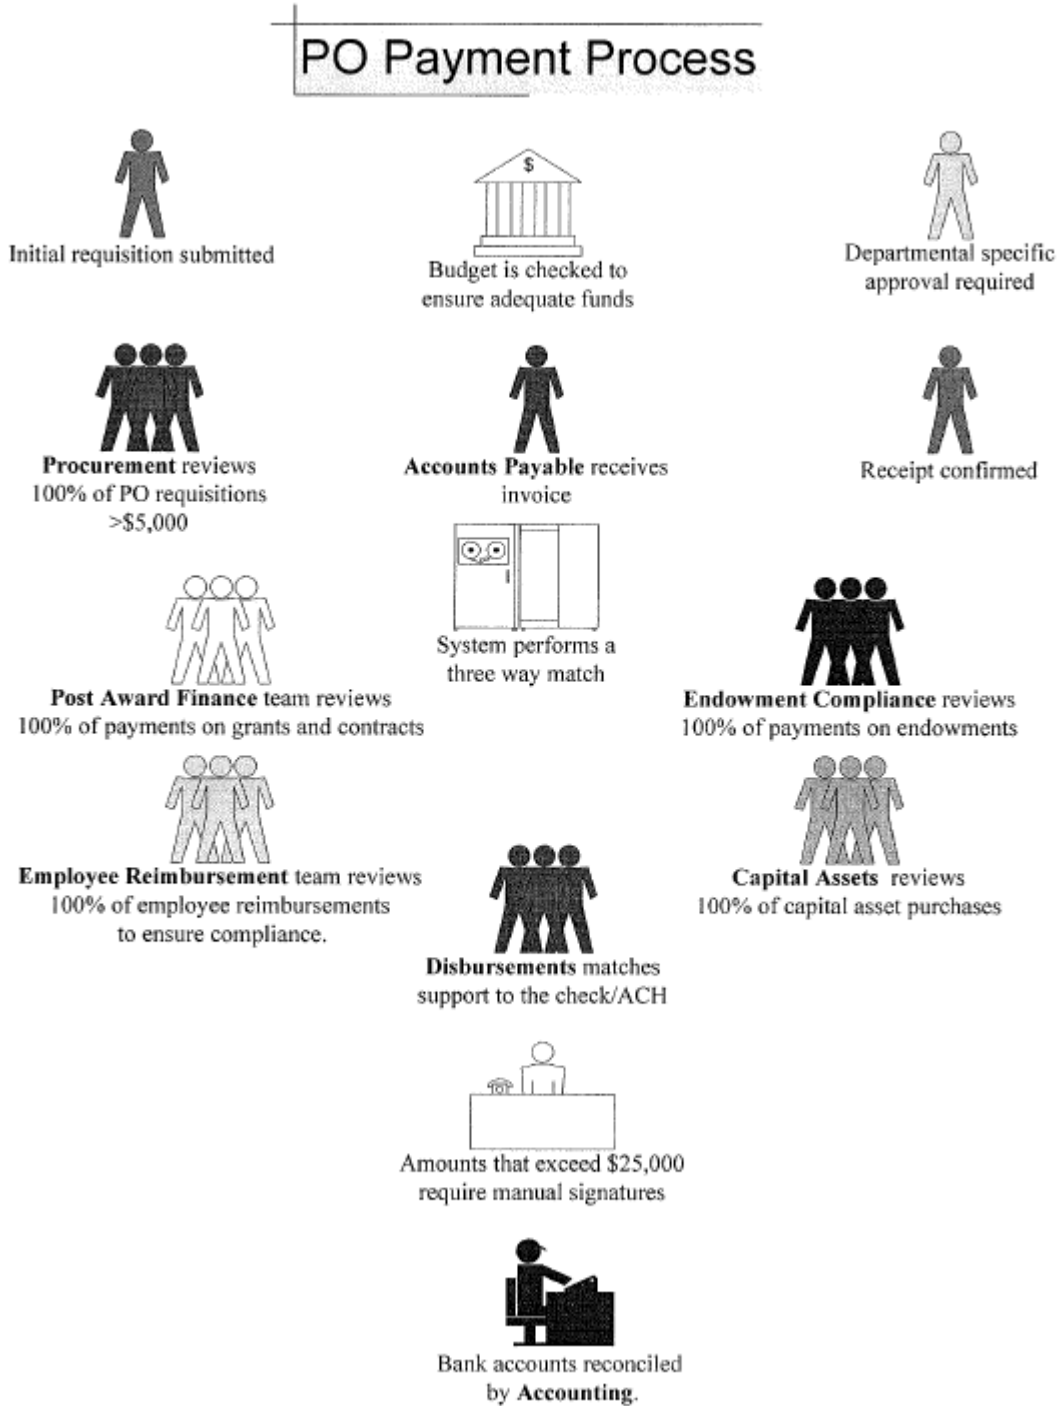 PO Payment Process
Initial requisition submitted
$
Budget is checked to
ensure adequate funds
Departmental specific
approval required
Procurement reviews
100% of PO requisitions
>$5,000
Accounts Payable receives
invoice
Receipt confirmed
System performs a
three way match
Post Award Finance team reviews
100% of payments on grants and contracts
Endowment Compliance reviews
100% of payments on endowments
Employee Reimbursement team reviews
100% of employee reimbursements
to ensure compliance.
Capital Assets reviews
100% of capital asset purchases
Disbursements matches
support to the check/ACH
Amounts that exceed $25,000
require manual signatures
Bank accounts reconciled
by Accounting.